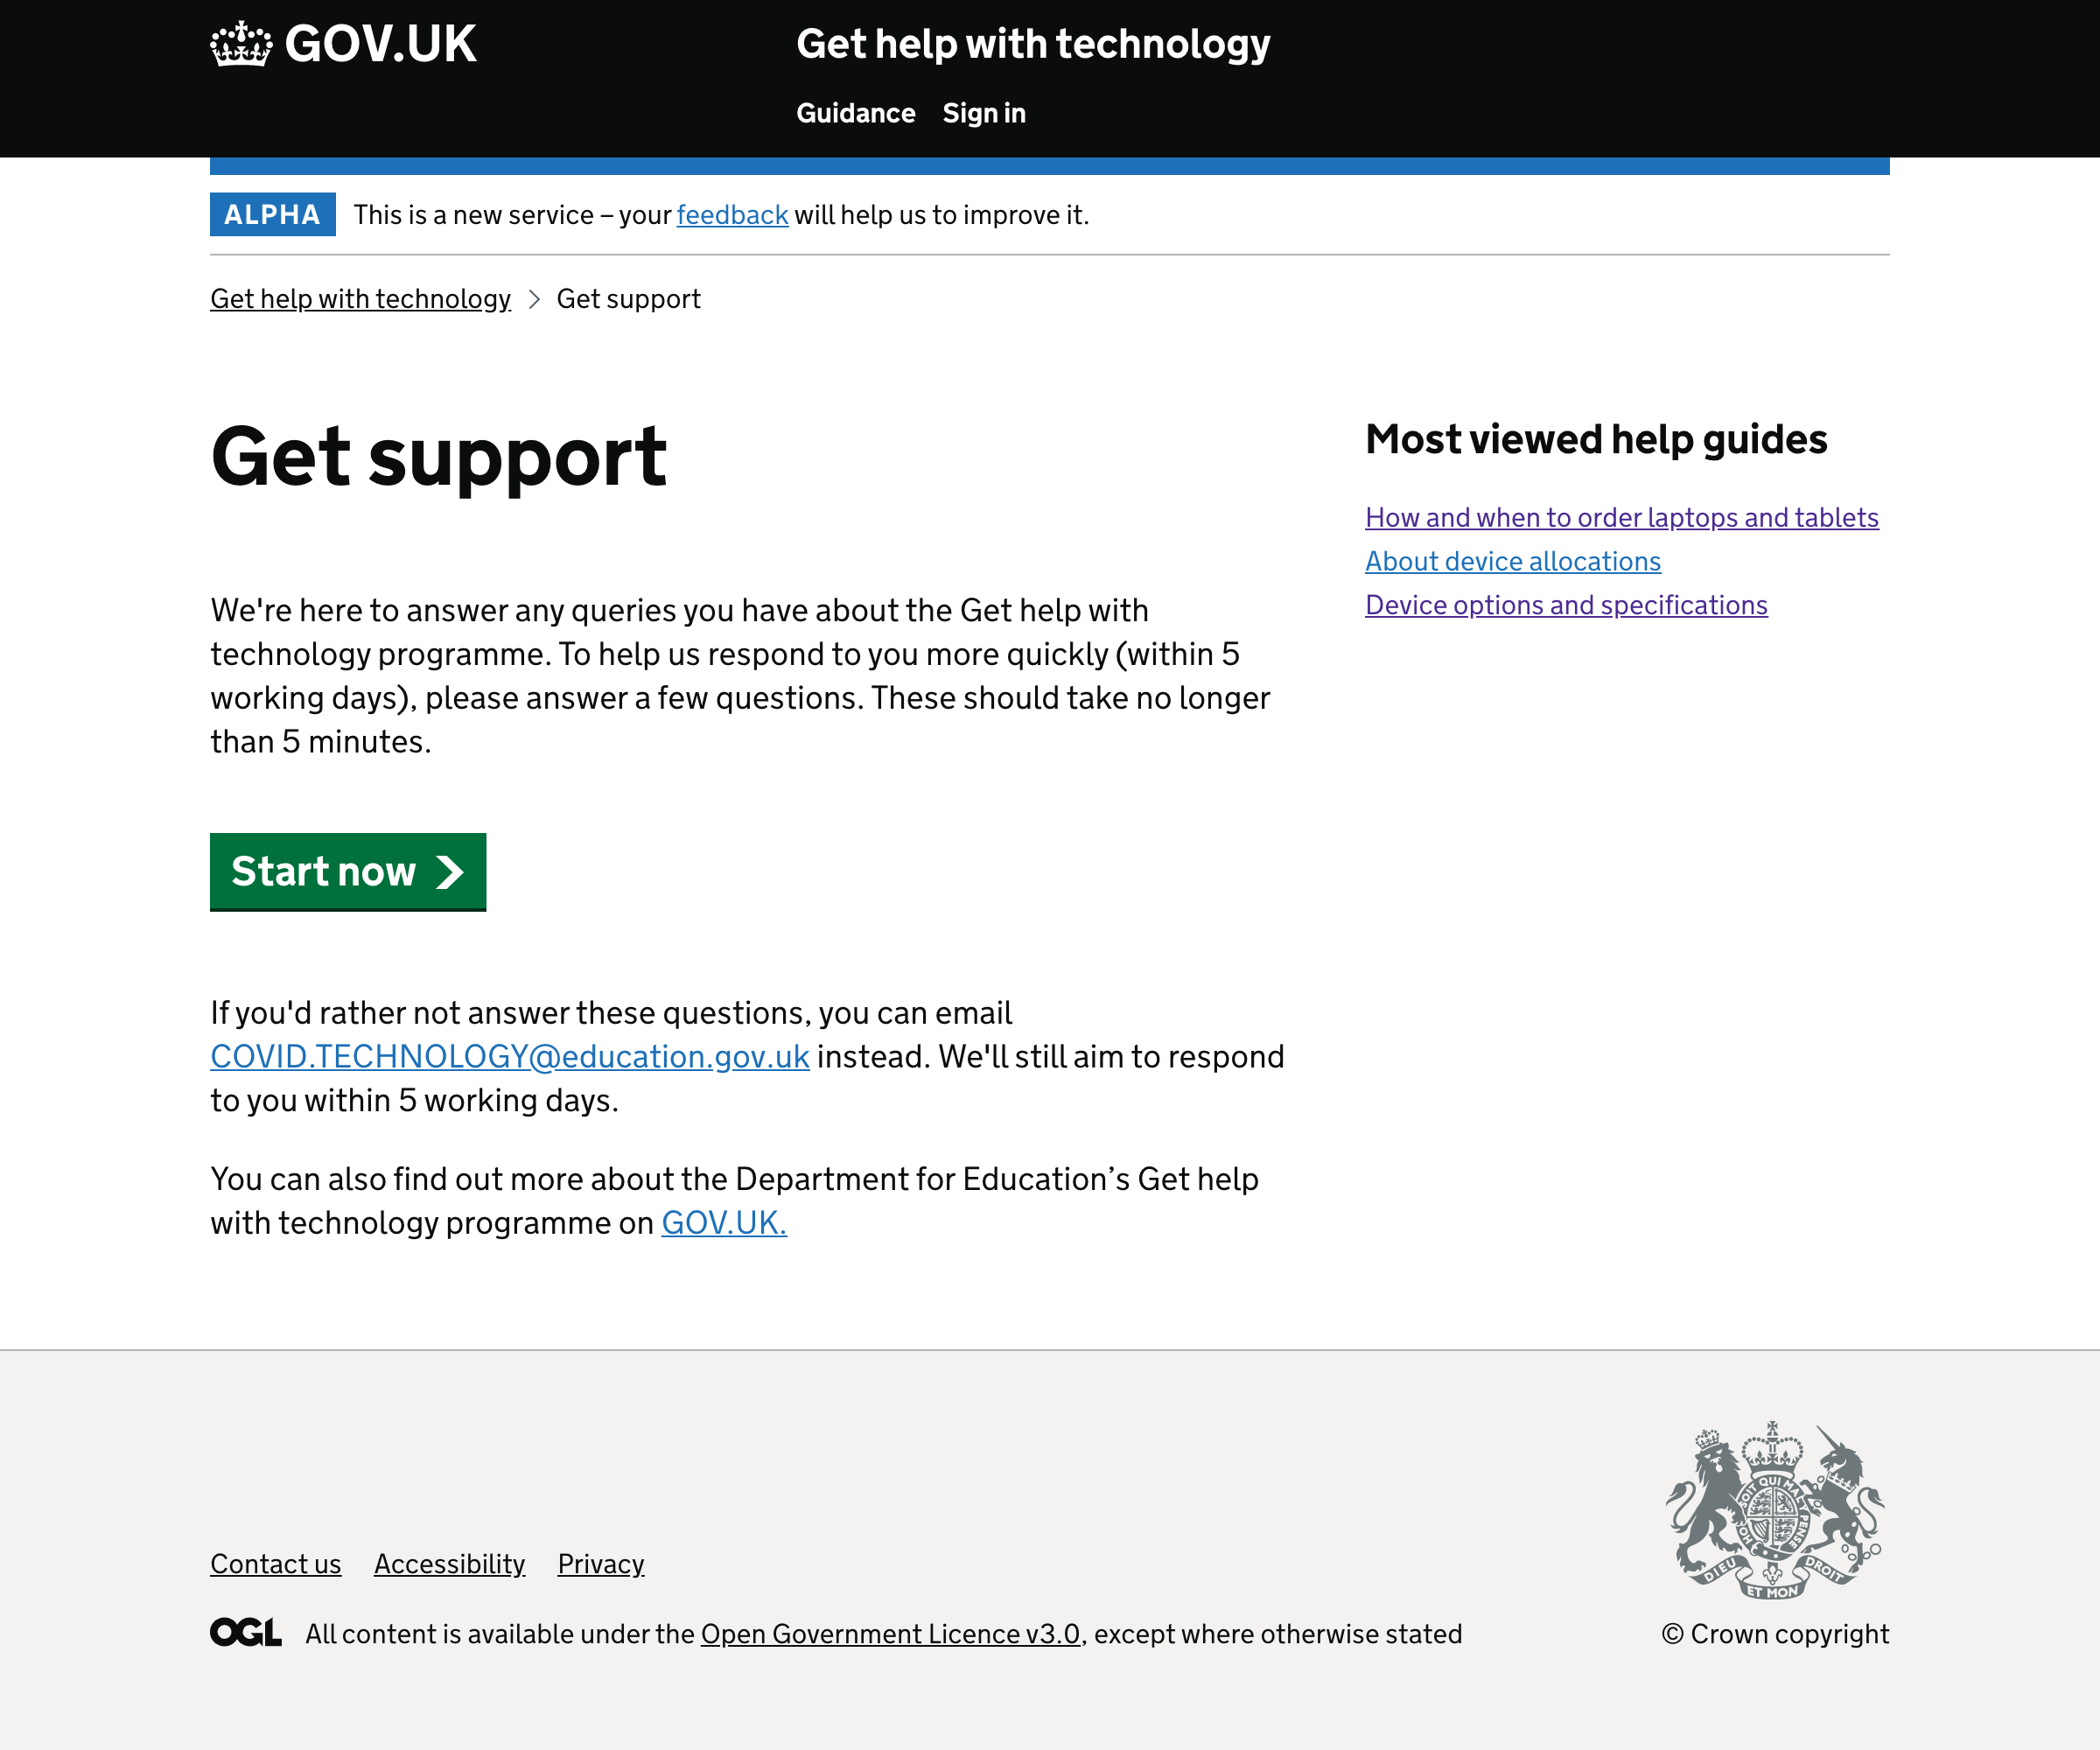 GOV.UK
Get help with technology
Guidance Sign in
ALPHA This is a new service – your feedback will help us to improve it.
Get help with technology > Get support
Get support
We're here to answer any queries you have about the Get help with
technology programme. To help us respond to you more quickly (within 5
working days), please answer a few questions. These should take no longer
than 5 minutes.
Start now
If you'd rather not answer these questions, you can email
COVID.TECHNOLOGY@education.gov.uk instead. We'll still aim to respond
to you within 5 working days.
You can also find out more about the Department for Education’s Get help
with technology programme on GOV.UK.
Most viewed help guides
How and when to order laptops and tablets
About device allocations
Device options and specifications
Contact us Accessibility Privacy
OGL All content is available under the Open Government Licence v3.0, except where otherwise stated
HONI SOIT QUI MAL Y PENSE
DIEU ET MON DROIT
© Crown copyright